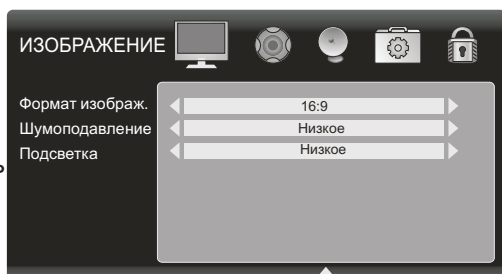 ИЗОБРАЖЕНИЕ
Формат изображ. 16:9
Шумоподавление Низкое
Подсветка Низкое